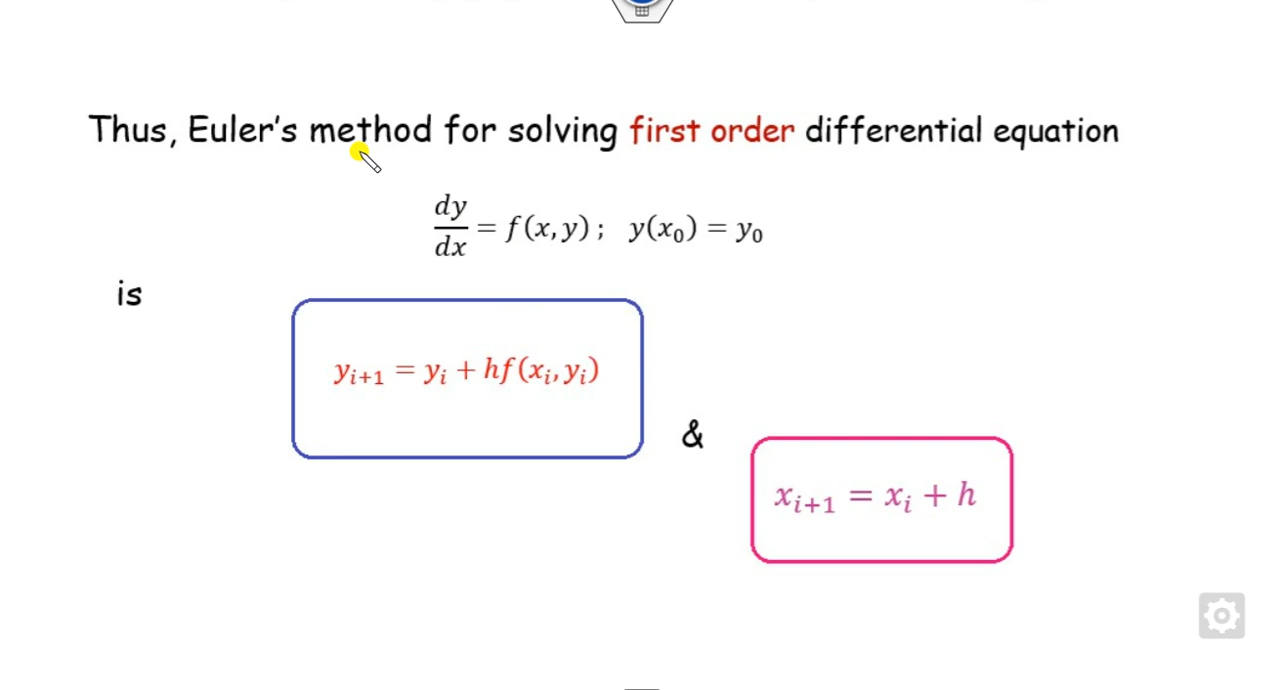 Thus, Euler's method for solving first order differential equation
dy/dx = f(x, y) ; y(x₀) = y₀
is
yᵢ₊₁ = yᵢ + hf(xᵢ, yᵢ)
&
xᵢ₊₁ = xᵢ + h